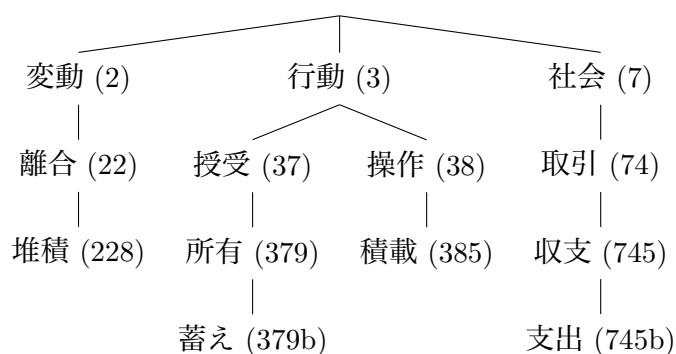 変動 (2) 行動 (3) 社会 (7)
離合 (22) 授受 (37) 操作 (38) 取引 (74)
堆積 (228) 所有 (379) 積載 (385) 収支 (745)
蓄え (379b) 支出 (745b)